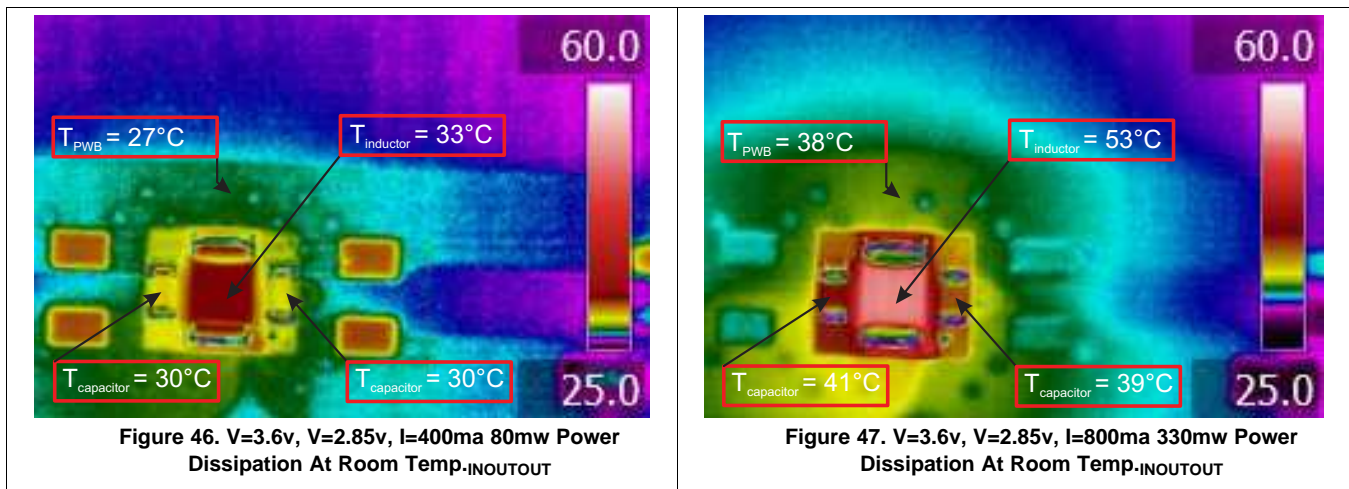 60.0
T_PWB = 27°C
T_inductor = 33°C
T_capacitor = 30°C
T_capacitor = 30°C
25.0
Figure 46. V=3.6v, V=2.85v, I=400ma 80mw Power
Dissipation At Room Temp.INOUTOUT
60.0
T_PWB = 38°C
T_inductor = 53°C
T_capacitor = 41°C
T_capacitor = 39°C
25.0
Figure 47. V=3.6v, V=2.85v, I=800ma 330mw Power
Dissipation At Room Temp.INOUTOUT